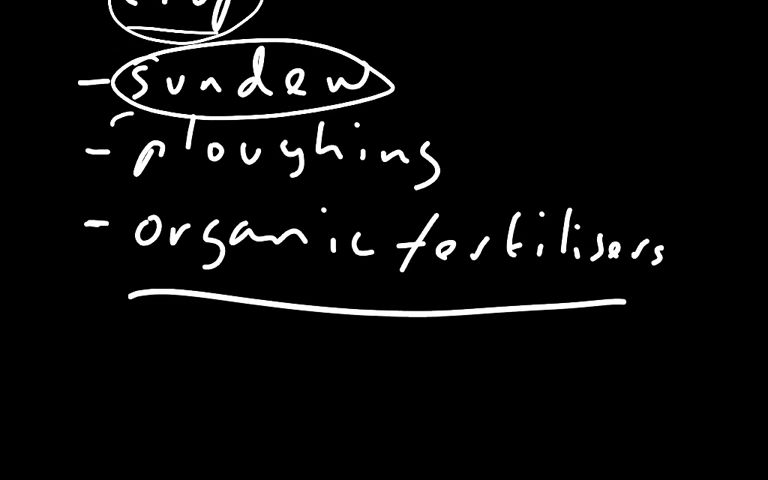 - sundew
- ploughing
- organic fertilisers